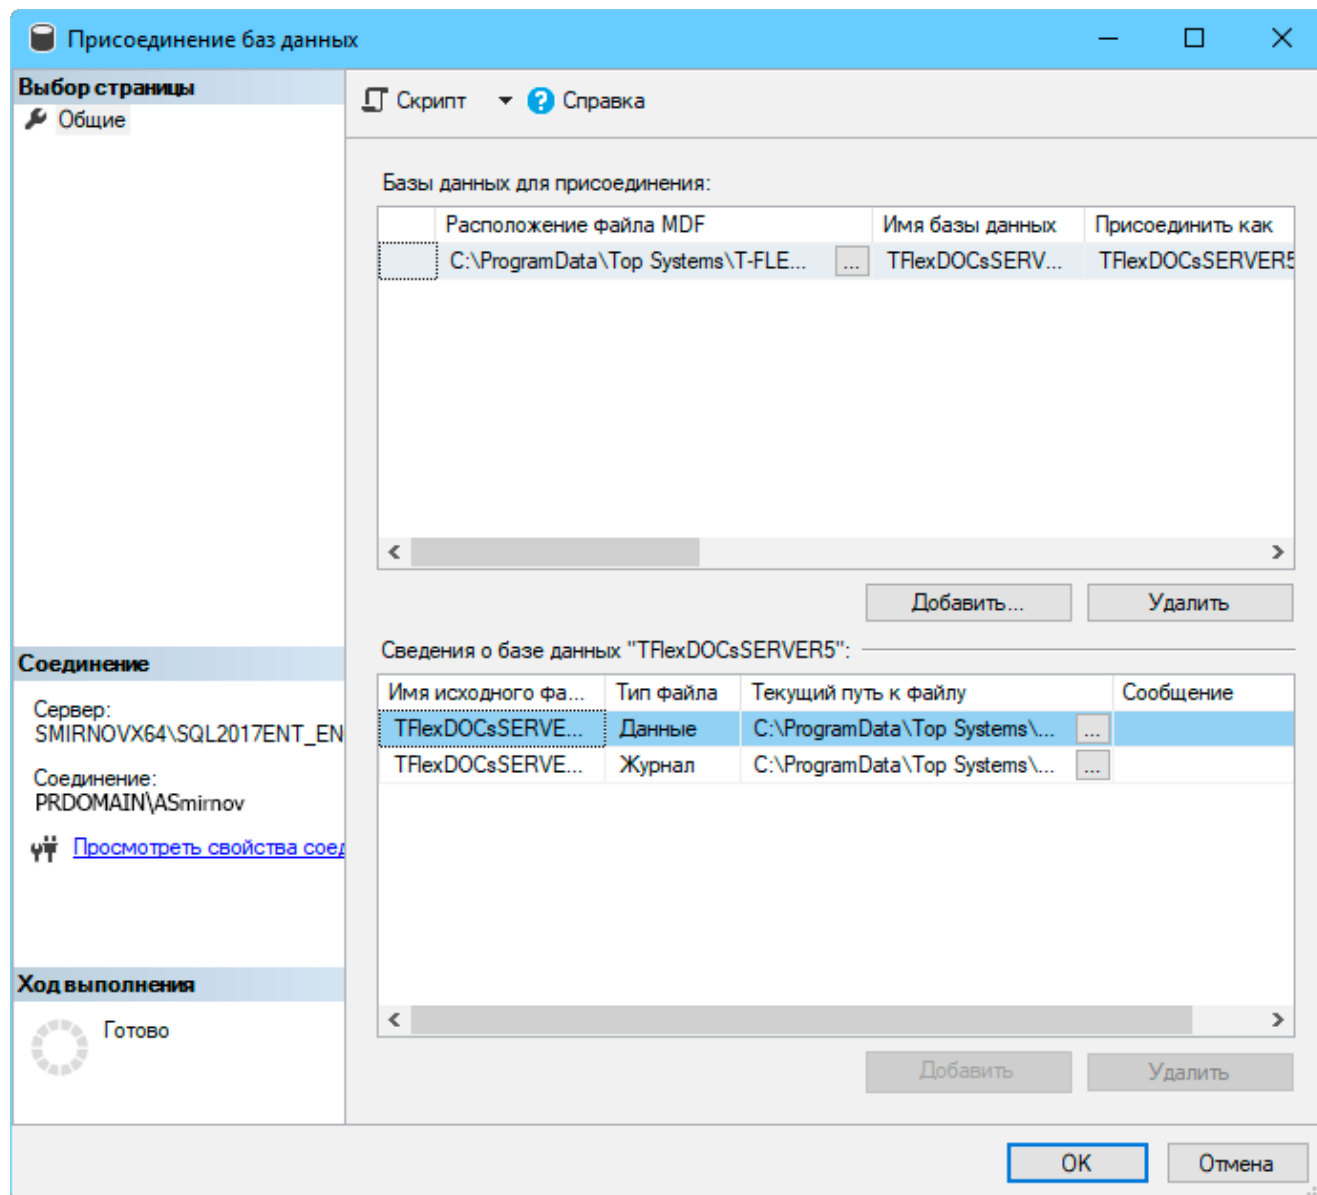 Присоединение баз данных
Выбор страницы
Общие
Скрипт Справка
Базы данных для присоединения:
Расположение файла MDF Имя базы данных Присоединить как
C:\ProgramData\Top Systems\T-FLE... ... TFlexDOCsSERV... TFlexDOCsSERVER5
Добавить... Удалить
Сведения о базе данных "TFlexDOCsSERVER5":
Имя исходного фа... Тип файла Текущий путь к файлу Сообщение
TFlexDOCsSERVE... Данные C:\ProgramData\Top Systems\... ...
TFlexDOCsSERVE... Журнал C:\ProgramData\Top Systems\... ...
Добавить Удалить
Соединение
Сервер:
SMIRNOVX64\SQL2017ENT_EN
Соединение:
PRDOMAIN\ASmirnov
Просмотреть свойства соед
Ход выполнения
Готово
OK Отмена